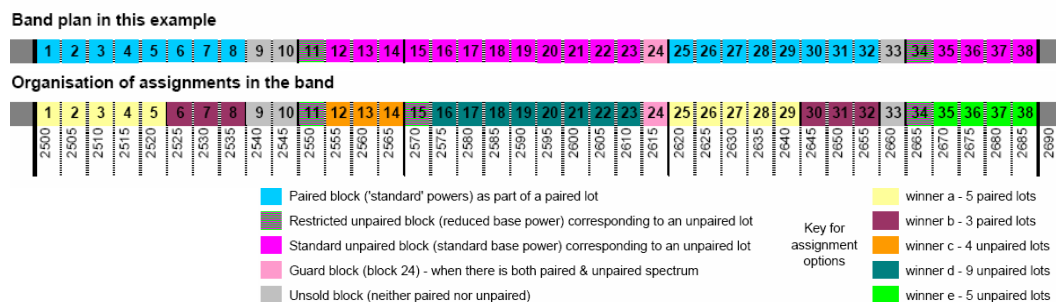 Band plan in this example
1 2 3 4 5 6 7 8 9 10 11 12 13 14 15 16 17 18 19 20 21 22 23 24 25 26 27 28 29 30 31 32 33 34 35 36 37 38
Organisation of assignments in the band
1 2 3 4 5 6 7 8 9 10 11 12 13 14 15 16 17 18 19 20 21 22 23 24 25 26 27 28 29 30 31 32 33 34 35 36 37 38
2500 2505 2510 2515 2520 2525 2530 2535 2540 2545 2550 2555 2560 2565 2570 2575 2580 2585 2590 2595 2600 2605 2610 2615 2620 2625 2630 2635 2640 2645 2650 2655 2660 2665 2670 2675 2680 2685 2690
Paired block ('standard' powers) as part of a paired lot
Restricted unpaired block (reduced base power) corresponding to an unpaired lot
Standard unpaired block (standard base power) corresponding to an unpaired lot
Guard block (block 24) - when there is both paired & unpaired spectrum
Unsold block (neither paired nor unpaired)
Key for
assignment
options
winner a - 5 paired lots
winner b - 3 paired lots
winner c - 4 unpaired lots
winner d - 9 unpaired lots
winner e - 5 unpaired lots